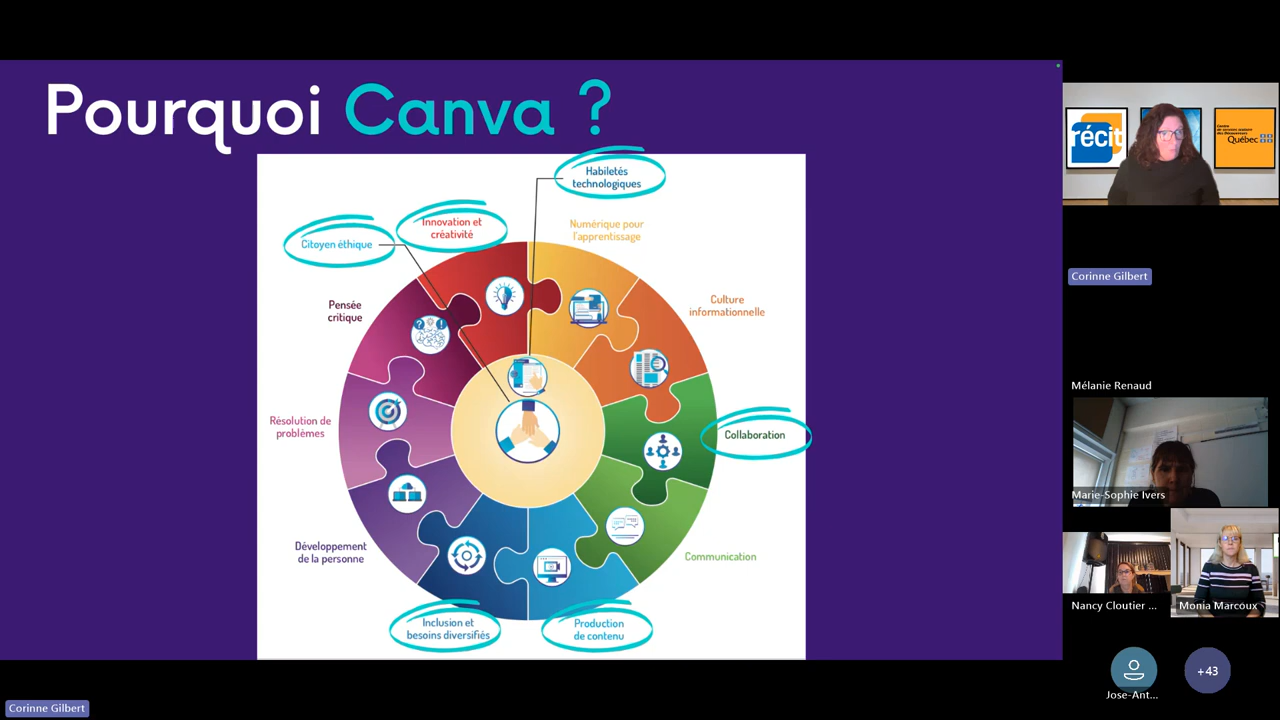 Pourquoi Canva ?
Habiletés
technologiques
Innovation et
créativité
Citoyen éthique
Numérique pour
l'apprentissage
Pensée
critique
Culture
informationnelle
Résolution de
problèmes
Collaboration
Développement
de la personne
Communication
Inclusion et
besoins diversifiés
Production
de contenu
récit
Québec
Corinne Gilbert
Mélanie Renaud
Marie-Sophie Ivers
Nancy Cloutier ...
Monia Marcoux
Jose-Ant...
+43
Corinne Gilbert